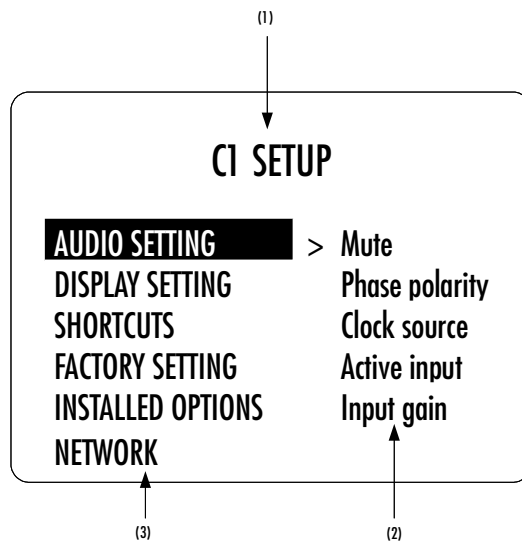 (1)
C1 SETUP
AUDIO SETTING > Mute
DISPLAY SETTING Phase polarity
SHORTCUTS Clock source
FACTORY SETTING Active input
INSTALLED OPTIONS Input gain
NETWORK
(3) (2)